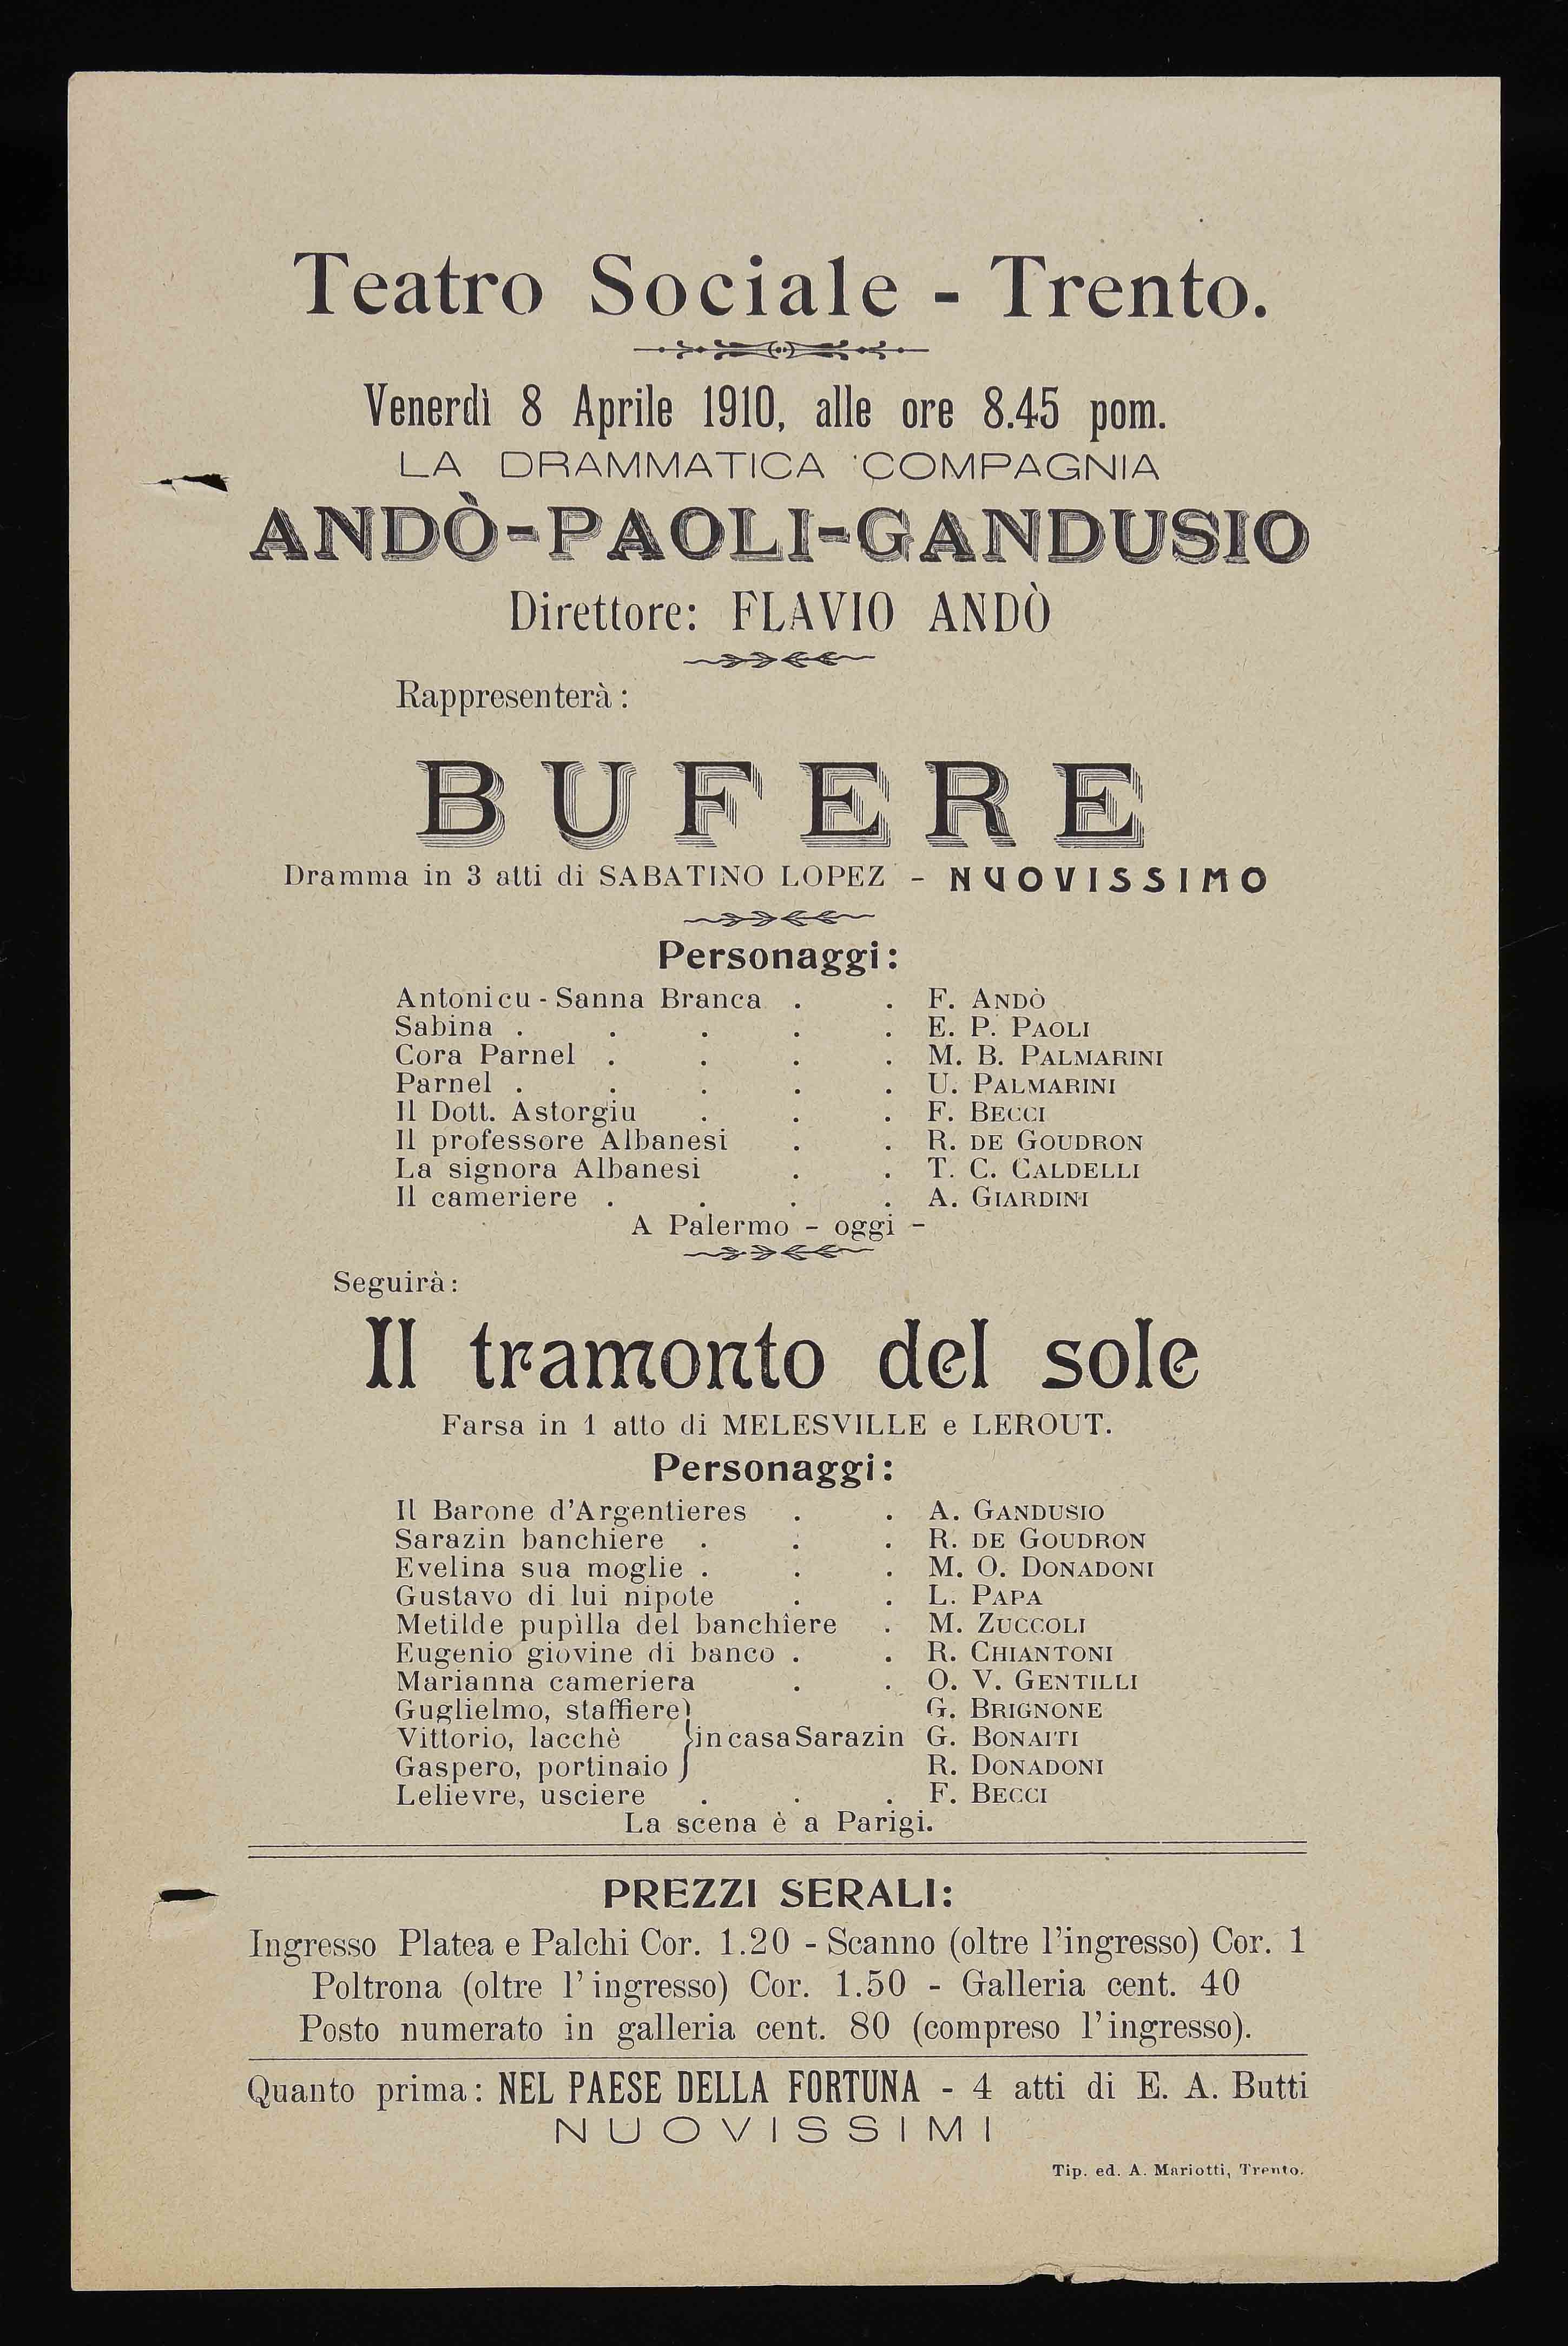 Teatro Sociale - Trento.
Venerdì 8 Aprile 1910, alle ore 8.45 pom.
LA DRAMMATICA COMPAGNIA
ANDÒ-PAOLI-GANDUSIO
Direttore: FLAVIO ANDÒ
Rappresenterà:
BUFERE
Dramma in 3 atti di SABATINO LOPEZ - NUOVISSIMO
Personaggi:
Antonicu - Sanna Branca . . F. ANDÒ
Sabina . . . . . E. P. PAOLI
Cora Parnel . . . . M. B. PALMARINI
Parnel . . . . . U. PALMARINI
Il Dott. Astorgiu . . . F. BECCI
Il professore Albanesi . . R. DE GOUDRON
La signora Albanesi . . T. C. CALDELLI
Il cameriere . . . . A. GIARDINI
A Palermo - oggi -
Seguirà:
Il tramonto del sole
Farsa in 1 atto di MELESVILLE e LEROUT.
Personaggi:
Il Barone d'Argentieres . . A. GANDUSIO
Sarazin banchiere . . . R. DE GOUDRON
Evelina sua moglie . . . M. O. DONADONI
Gustavo di lui nipote . . L. PAPA
Metilde pupilla del banchiere . M. ZUCCOLI
Eugenio giovine di banco . . R. CHIANTONI
Marianna cameriera . . O. V. GENTILLI
Guglielmo, staffiere G. BRIGNONE
Vittorio, lacchè } in casa Sarazin G. BONAITI
Gaspero, portinaio R. DONADONI
Lelievre, usciere . . . F. BECCI
La scena è a Parigi.
PREZZI SERALI:
Ingresso Platea e Palchi Cor. 1.20 - Scanno (oltre l'ingresso) Cor. 1
Poltrona (oltre l'ingresso) Cor. 1.50 - Galleria cent. 40
Posto numerato in galleria cent. 80 (compreso l'ingresso).
Quanto prima: NEL PAESE DELLA FORTUNA - 4 atti di E. A. Butti
NUOVISSIMI
Tip. ed. A. Mariotti, Trento.